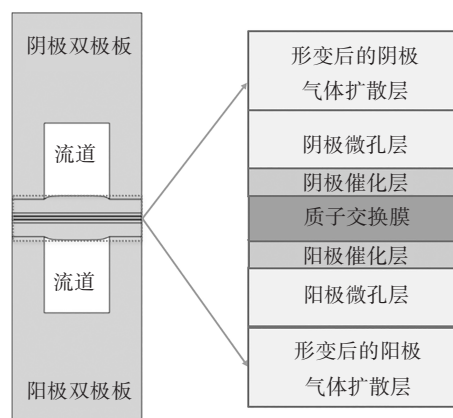 阴极双极板
流道
流道
阳极双极板
形变后的阴极
气体扩散层
阴极微孔层
阴极催化层
质子交换膜
阳极催化层
阳极微孔层
形变后的阳极
气体扩散层